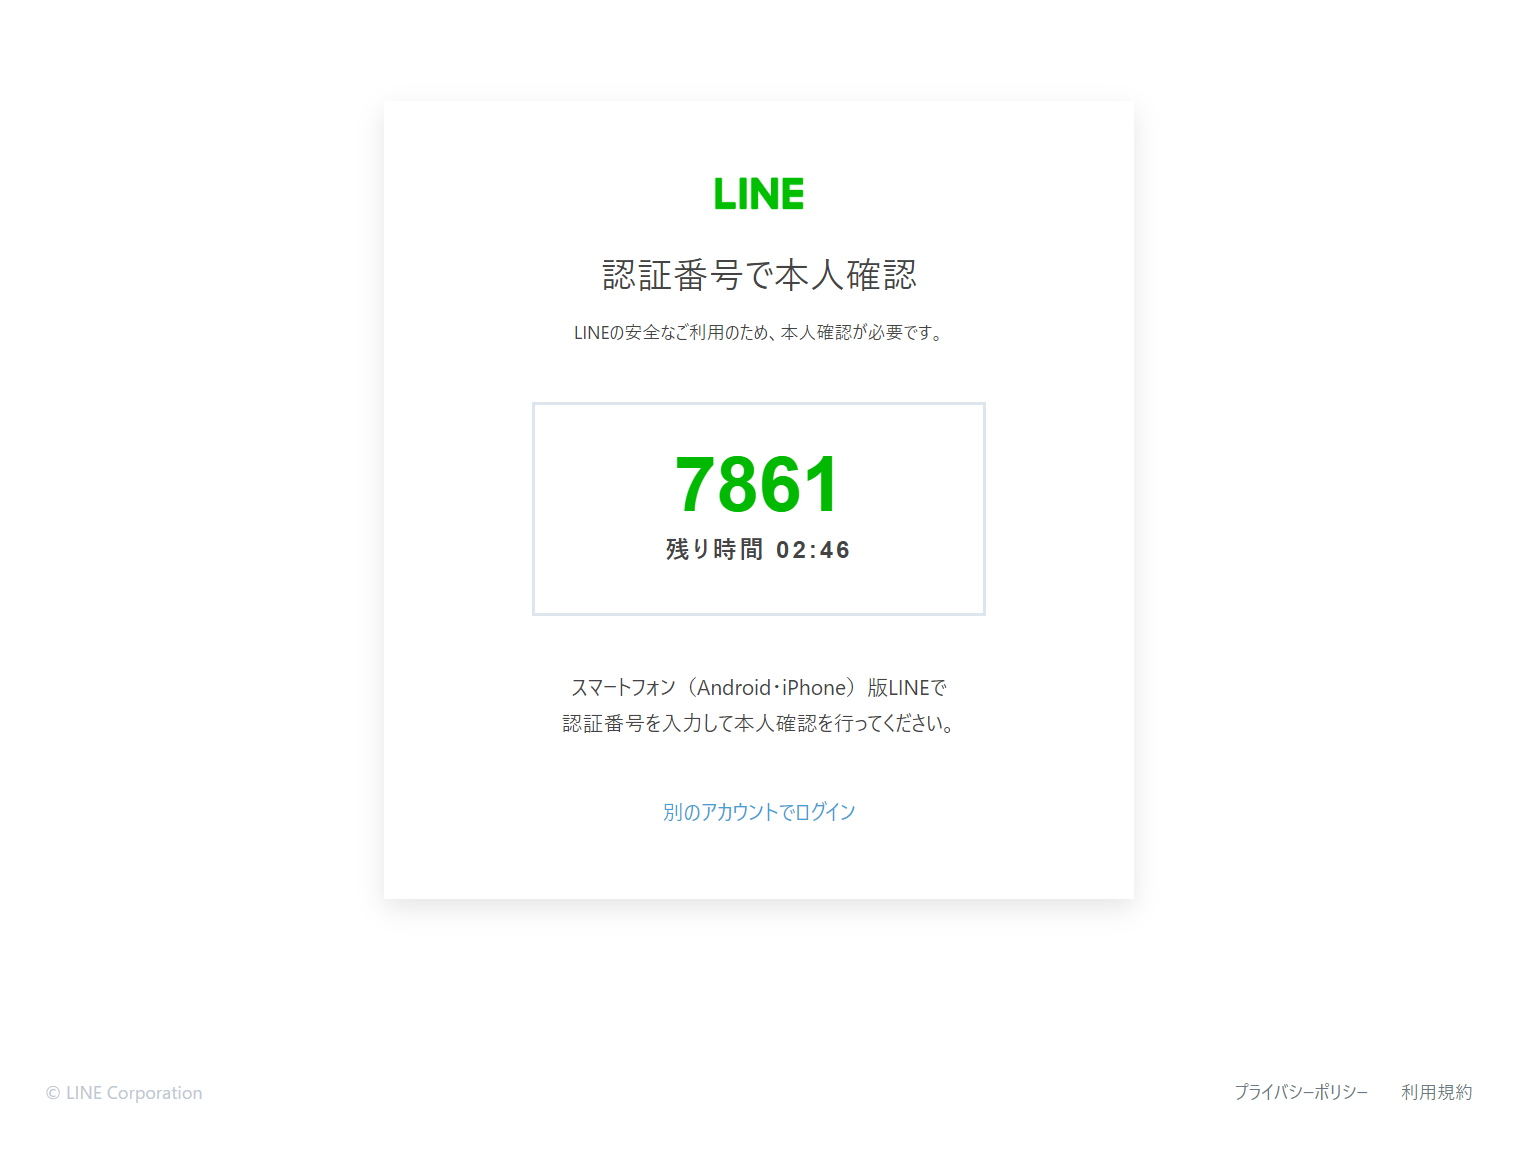 LINE
認証番号で本人確認
LINEの安全なご利用のため、本人確認が必要です。
7861
残り時間 02:46
スマートフォン（Android・iPhone）版LINEで
認証番号を入力して本人確認を行ってください。
別のアカウントでログイン
© LINE Corporation
プライバシーポリシー 利用規約